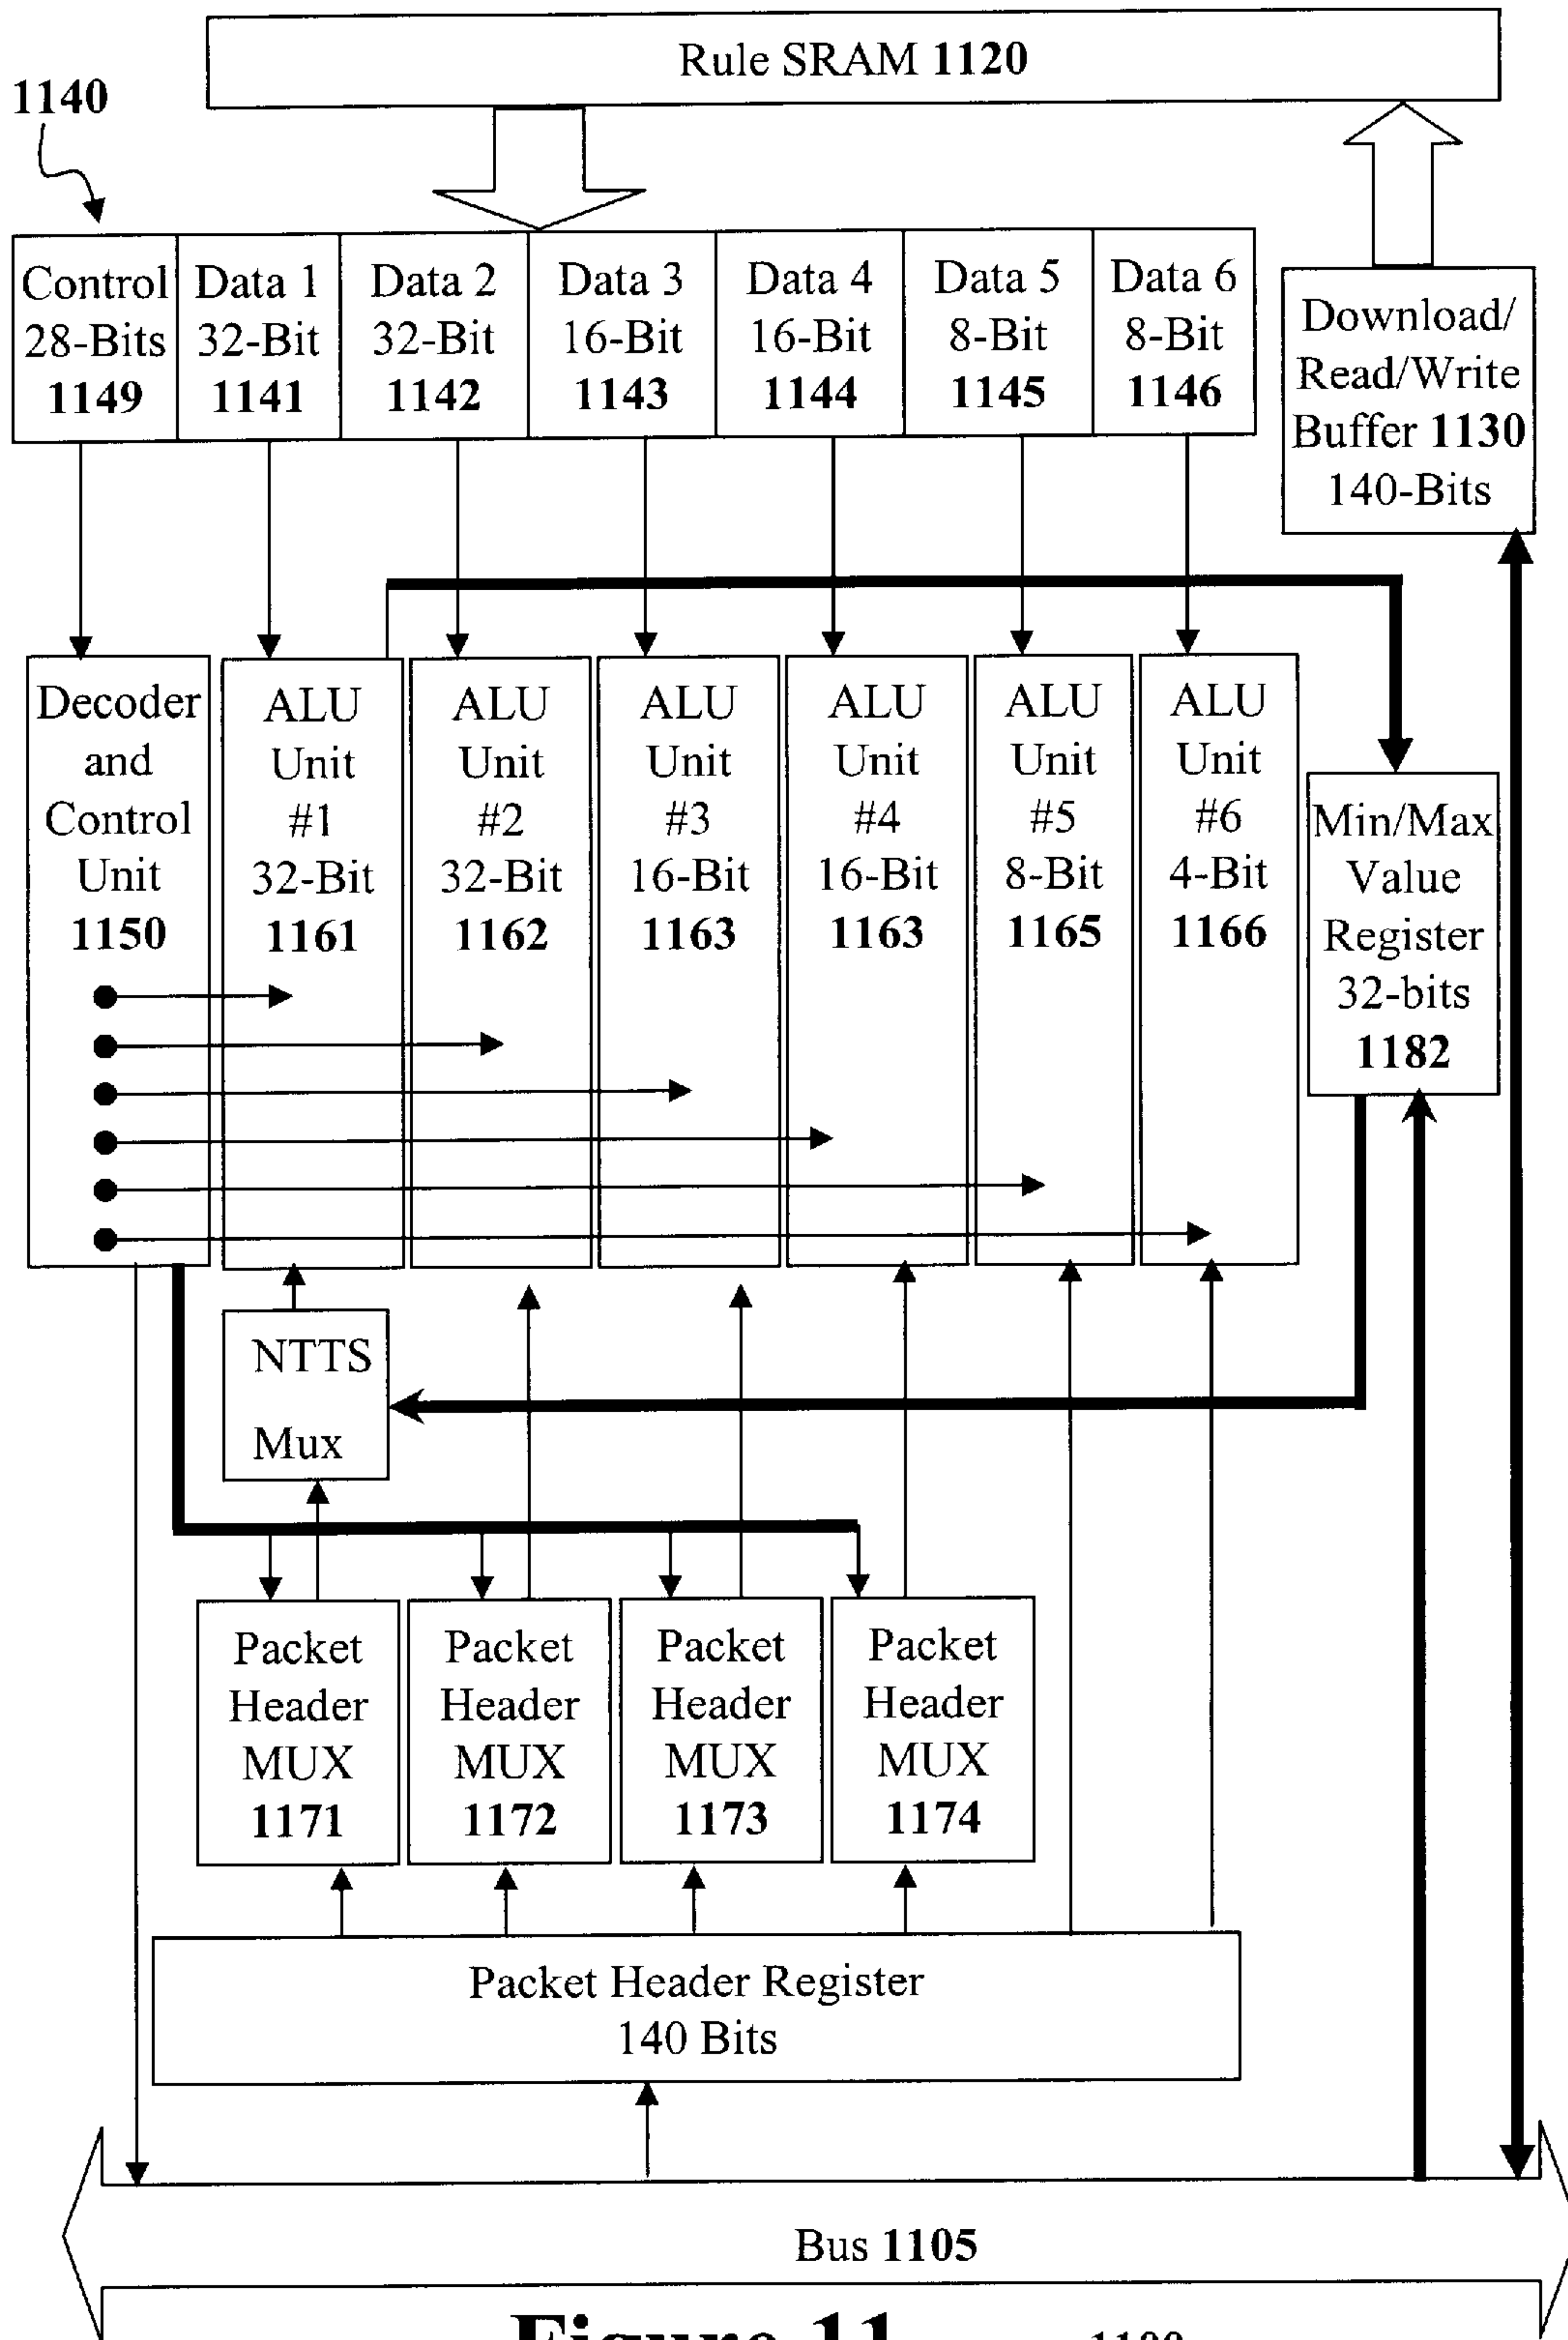 Rule SRAM 1120
1140
Control
28-Bits
1149
Data 1
32-Bit
1141
Data 2
32-Bit
1142
Data 3
16-Bit
1143
Data 4
16-Bit
1144
Data 5
8-Bit
1145
Data 6
8-Bit
1146
Download/
Read/Write
Buffer 1130
140-Bits
Decoder
and
Control
Unit
1150
ALU
Unit
#1
32-Bit
1161
ALU
Unit
#2
32-Bit
1162
ALU
Unit
#3
16-Bit
1163
ALU
Unit
#4
16-Bit
1163
ALU
Unit
#5
8-Bit
1165
ALU
Unit
#6
4-Bit
1166
Min/Max
Value
Register
32-bits
1182
NTTS
Mux
Packet
Header
MUX
1171
Packet
Header
MUX
1172
Packet
Header
MUX
1173
Packet
Header
MUX
1174
Packet Header Register
140 Bits
Bus 1105
Figure 11